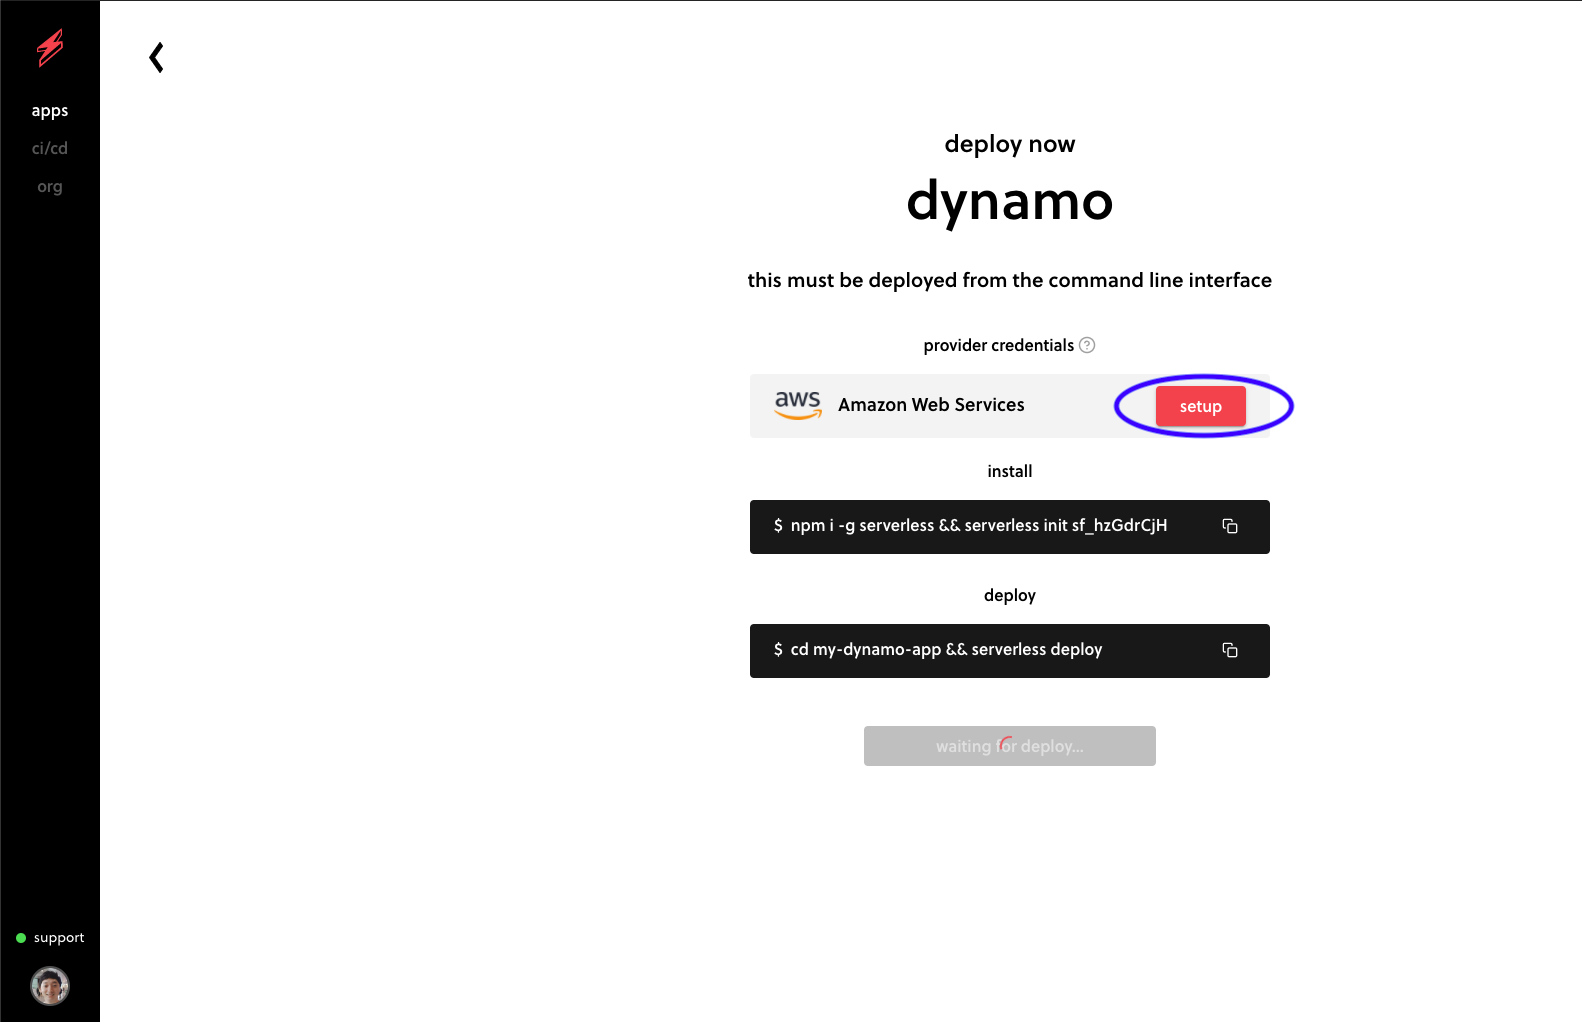 apps
ci/cd
org
deploy now
dynamo
this must be deployed from the command line interface
provider credentials ?
aws Amazon Web Services setup
install
$ npm i -g serverless && serverless init sf_hzGdrCjH
deploy
$ cd my-dynamo-app && serverless deploy
waiting for deploy...
support